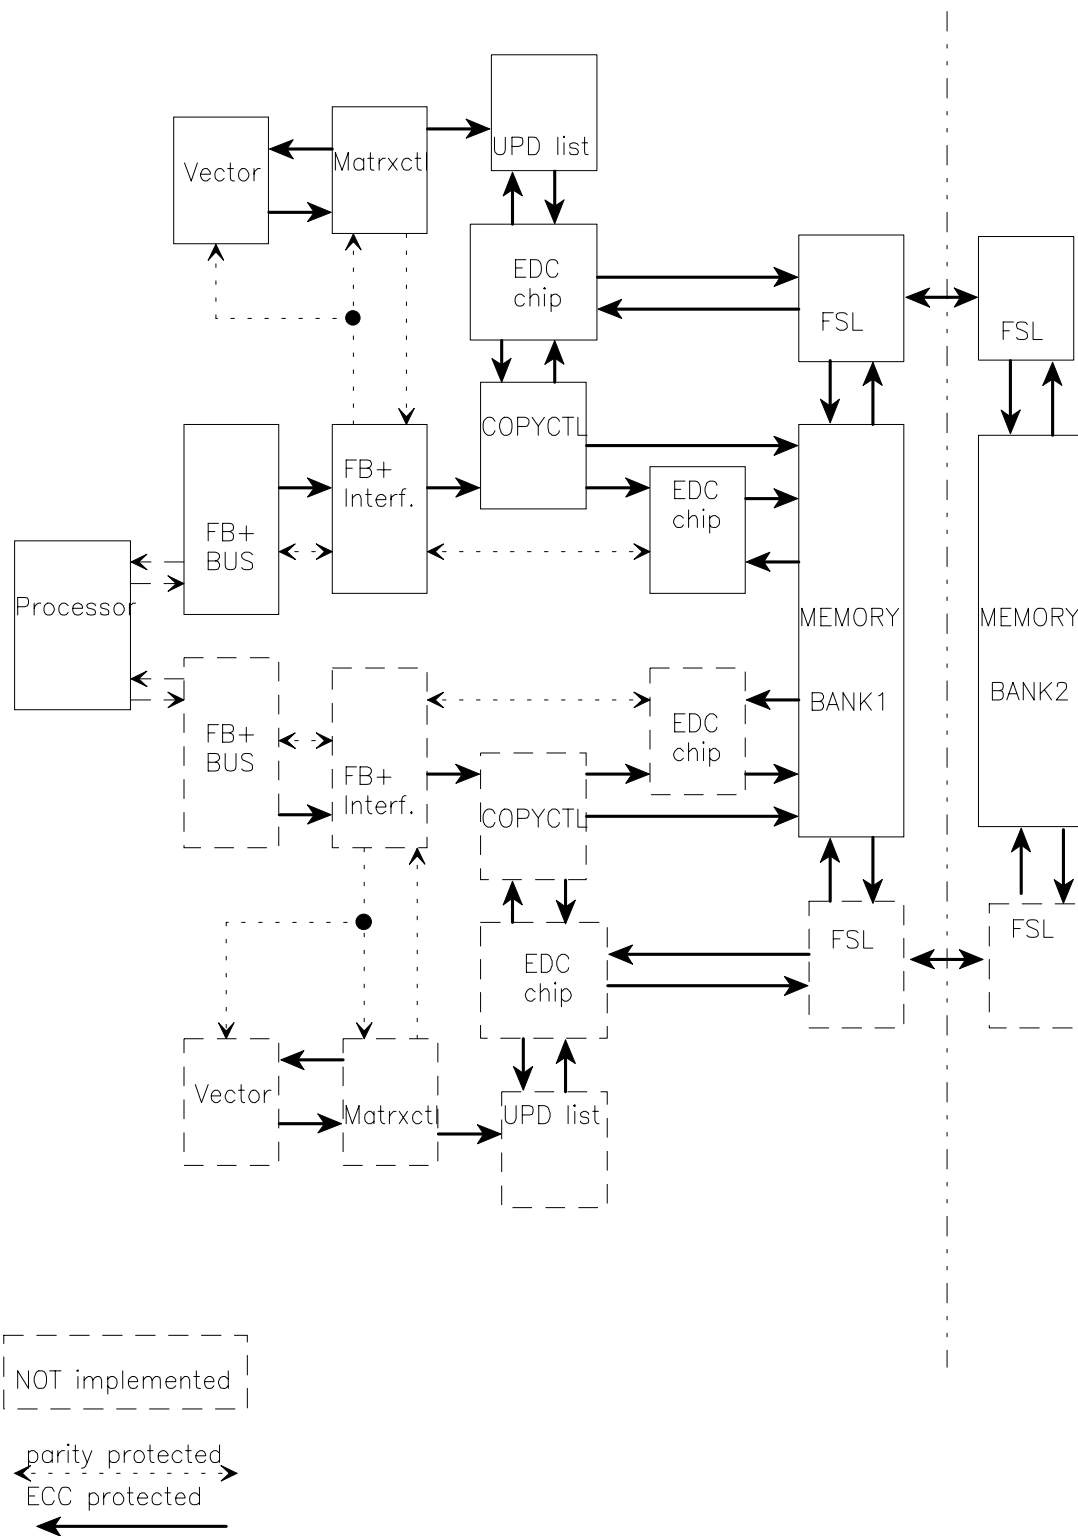 UPD list
Vector
Matrxctl
EDC
chip
FSL
FSL
COPYCTL
FB+
Interf.
EDC
chip
FB+
BUS
Processor
MEMORY
BANK1
MEMORY
BANK2
FB+
BUS
FB+
Interf.
EDC
chip
COPYCTL
FSL
FSL
EDC
chip
Vector
Matrxctl
UPD list
NOT implemented
parity protected
ECC protected